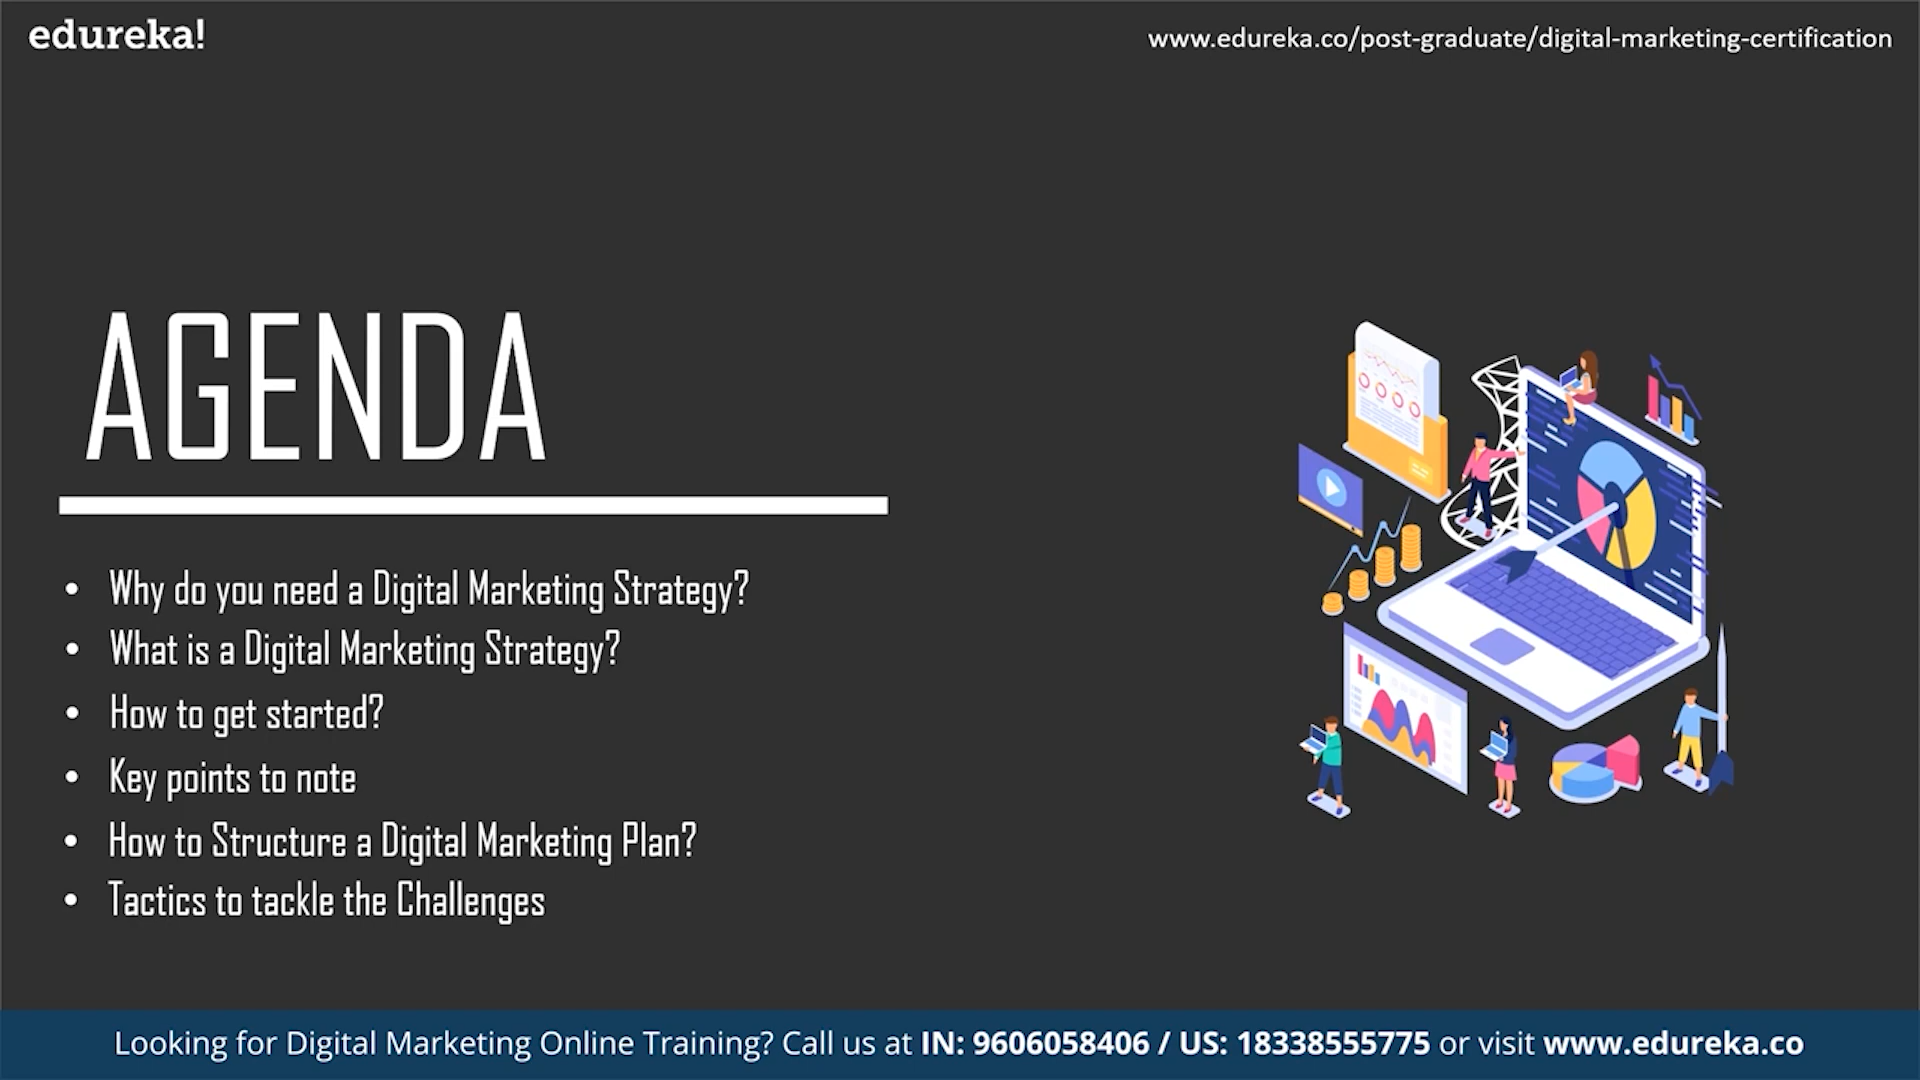 edureka!
www.edureka.co/post-graduate/digital-marketing-certification
AGENDA
• Why do you need a Digital Marketing Strategy?
• What is a Digital Marketing Strategy?
• How to get started?
• Key points to note
• How to Structure a Digital Marketing Plan?
• Tactics to tackle the Challenges
Looking for Digital Marketing Online Training? Call us at IN: 9606058406 / US: 18338555775 or visit www.edureka.co